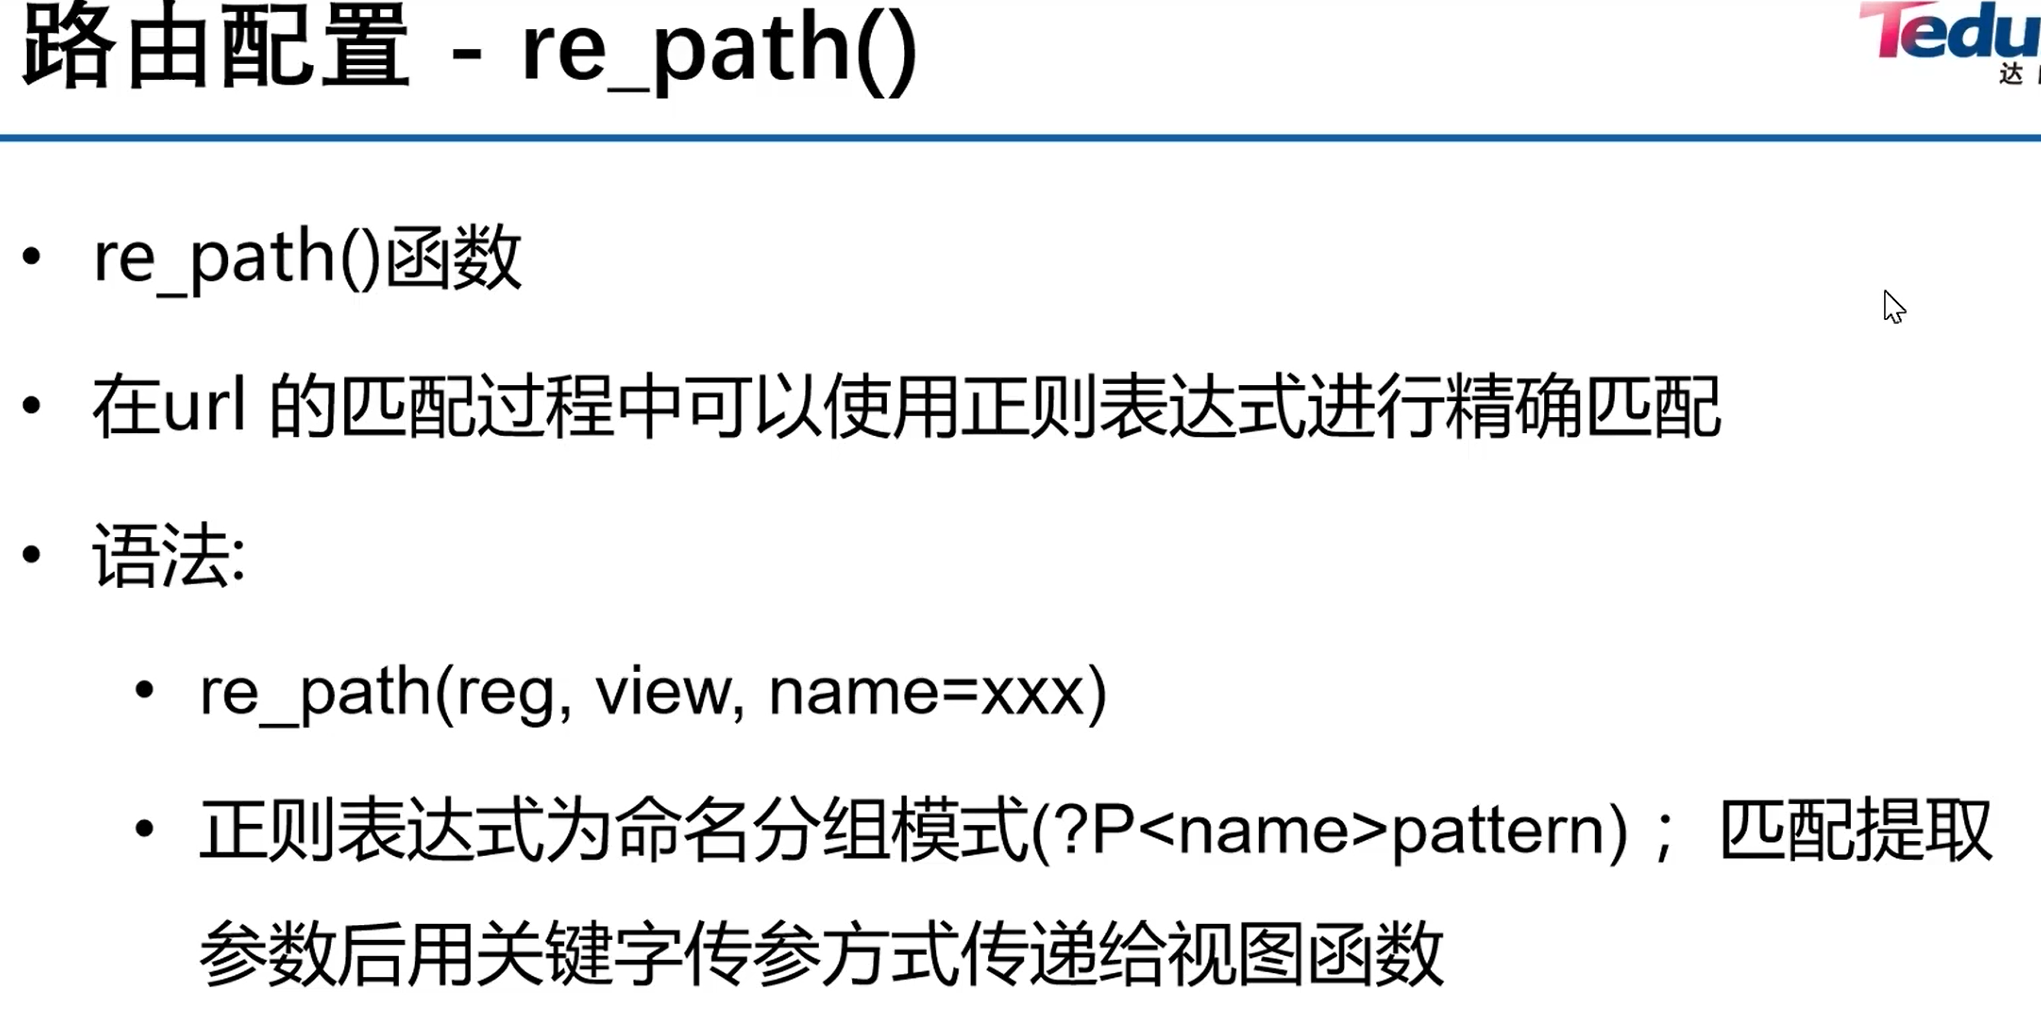 路由配置 - re_path()
Tedu
达
• re_path()函数
• 在url 的匹配过程中可以使用正则表达式进行精确匹配
• 语法:
• re_path(reg, view, name=xxx)
• 正则表达式为命名分组模式(?P<name>pattern) ； 匹配提取
参数后用关键字传参方式传递给视图函数